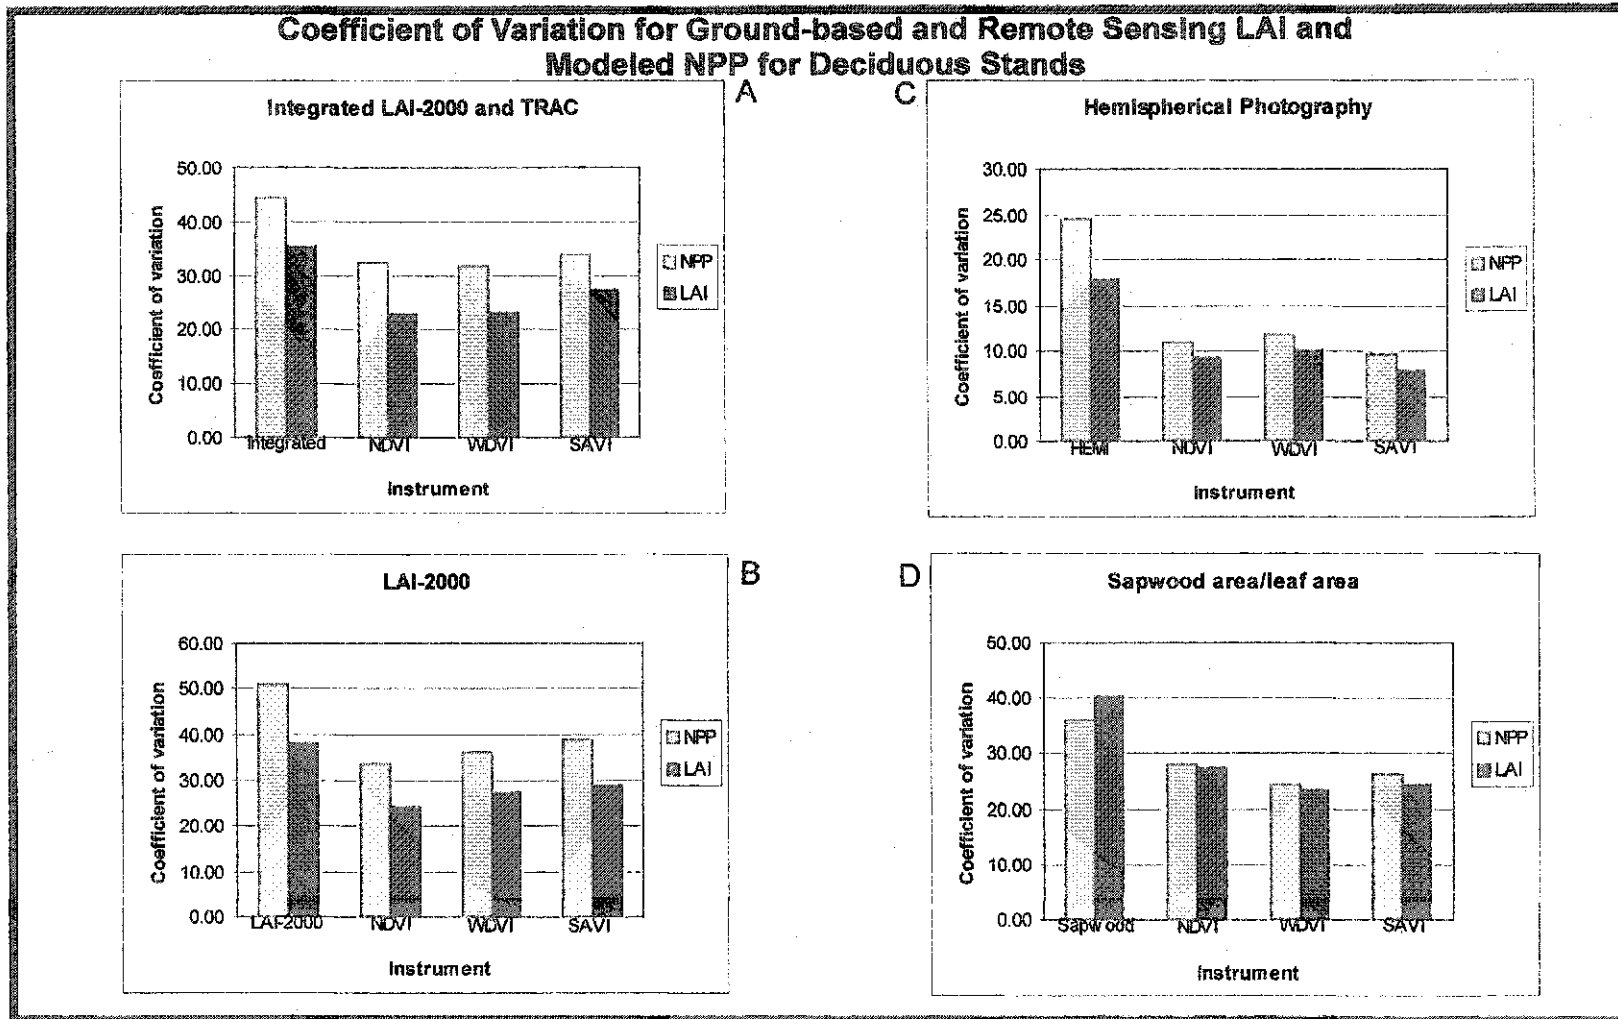 Coefficient of Variation for Ground-based and Remote Sensing LAI and
Modeled NPP for Deciduous Stands
A
Integrated LAI-2000 and TRAC
50.00
40.00
30.00
20.00
10.00
0.00
Coefficient of variation
Integrated NDVI WDVI SAVI
Instrument
NPP
LAI
C
Hemispherical Photography
30.00
25.00
20.00
15.00
10.00
5.00
0.00
Coefficient of variation
HEMI NDVI WDVI SAVI
Instrument
NPP
LAI
B
LAI-2000
60.00
50.00
40.00
30.00
20.00
10.00
0.00
Coefficient of variation
LAI-2000 NDVI WDVI SAVI
Instrument
NPP
LAI
D
Sapwood area/leaf area
50.00
40.00
30.00
20.00
10.00
0.00
Coefficient of variation
Sapwood NDVI WDVI SAVI
Instrument
NPP
LAI